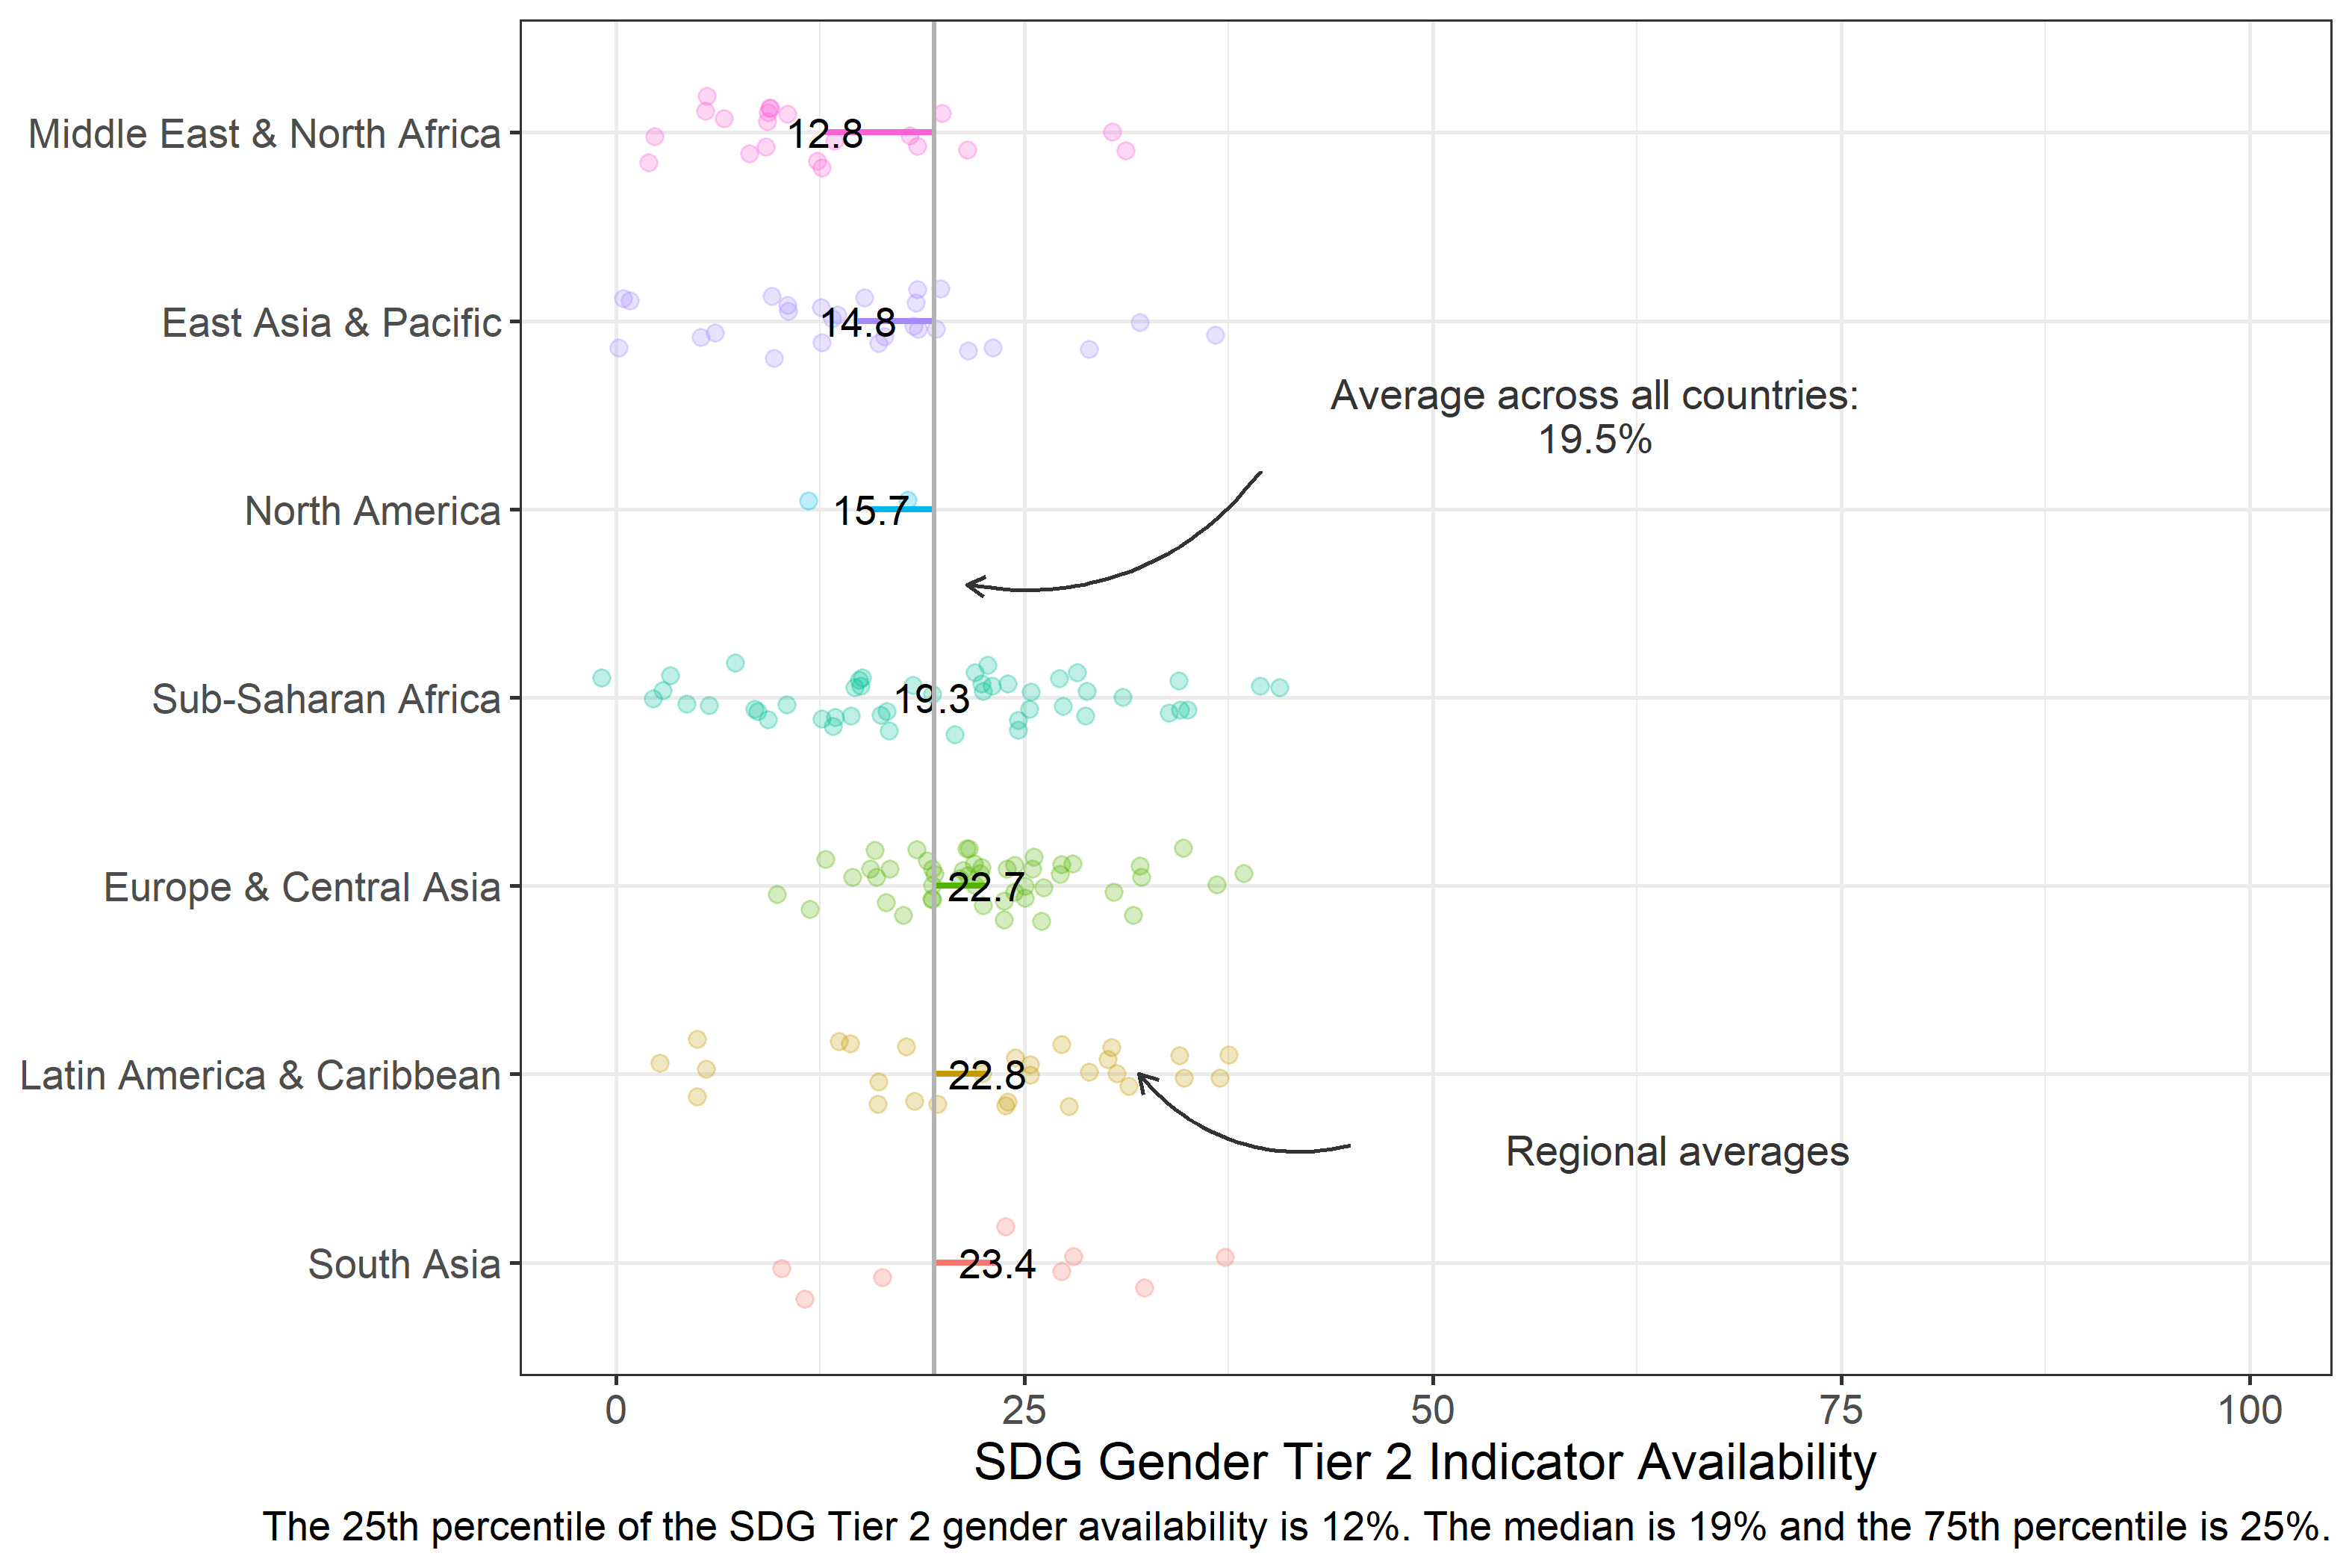 Middle East & North Africa
12.8
East Asia & Pacific
14.8
Average across all countries:
19.5%
North America
15.7
Sub-Saharan Africa
19.3
Europe & Central Asia
22.7
Latin America & Caribbean
22.8
Regional averages
South Asia
23.4
0 25 50 75 100
SDG Gender Tier 2 Indicator Availability
The 25th percentile of the SDG Tier 2 gender availability is 12%. The median is 19% and the 75th percentile is 25%.